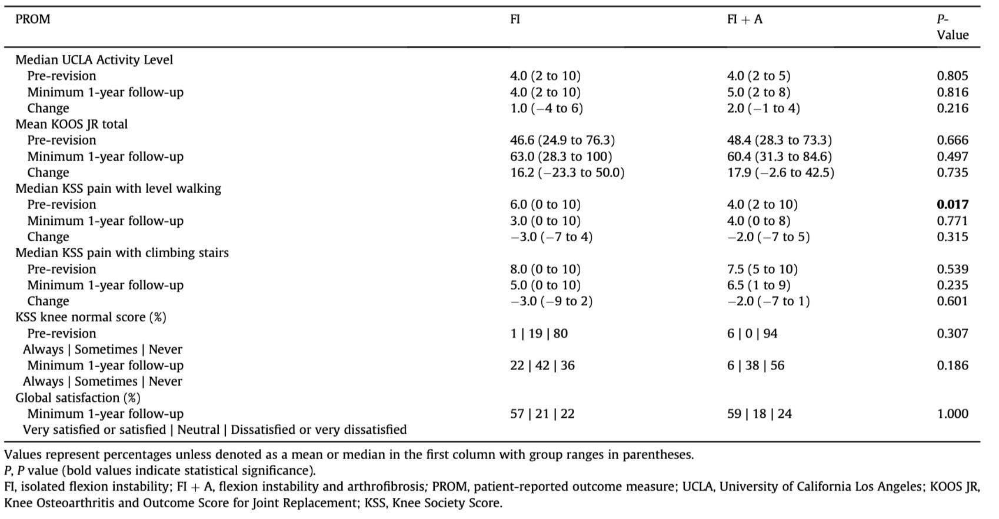 PROM FI FI + A P-
Value
Median UCLA Activity Level
Pre-revision 4.0 (2 to 10) 4.0 (2 to 5) 0.805
Minimum 1-year follow-up 4.0 (2 to 10) 5.0 (2 to 8) 0.816
Change 1.0 (−4 to 6) 2.0 (−1 to 4) 0.216
Mean KOOS JR total
Pre-revision 46.6 (24.9 to 76.3) 48.4 (28.3 to 73.3) 0.666
Minimum 1-year follow-up 63.0 (28.3 to 100) 60.4 (31.3 to 84.6) 0.497
Change 16.2 (−23.3 to 50.0) 17.9 (−2.6 to 42.5) 0.735
Median KSS pain with level walking
Pre-revision 6.0 (0 to 10) 4.0 (2 to 10) 0.017
Minimum 1-year follow-up 3.0 (0 to 10) 4.0 (0 to 8) 0.771
Change −3.0 (−7 to 4) −2.0 (−7 to 5) 0.315
Median KSS pain with climbing stairs
Pre-revision 8.0 (0 to 10) 7.5 (5 to 10) 0.539
Minimum 1-year follow-up 5.0 (0 to 10) 6.5 (1 to 9) 0.235
Change −3.0 (−9 to 2) −2.0 (−7 to 1) 0.601
KSS knee normal score (%)
Pre-revision 1 | 19 | 80 6 | 0 | 94 0.307
Always | Sometimes | Never
Minimum 1-year follow-up 22 | 42 | 36 6 | 38 | 56 0.186
Always | Sometimes | Never
Global satisfaction (%)
Minimum 1-year follow-up 57 | 21 | 22 59 | 18 | 24 1.000
Very satisfied or satisfied | Neutral | Dissatisfied or very dissatisfied
Values represent percentages unless denoted as a mean or median in the first column with group ranges in parentheses.
P, P value (bold values indicate statistical significance).
FI, isolated flexion instability; FI + A, flexion instability and arthrofibrosis; PROM, patient-reported outcome measure; UCLA, University of California Los Angeles; KOOS JR,
Knee Osteoarthritis and Outcome Score for Joint Replacement; KSS, Knee Society Score.